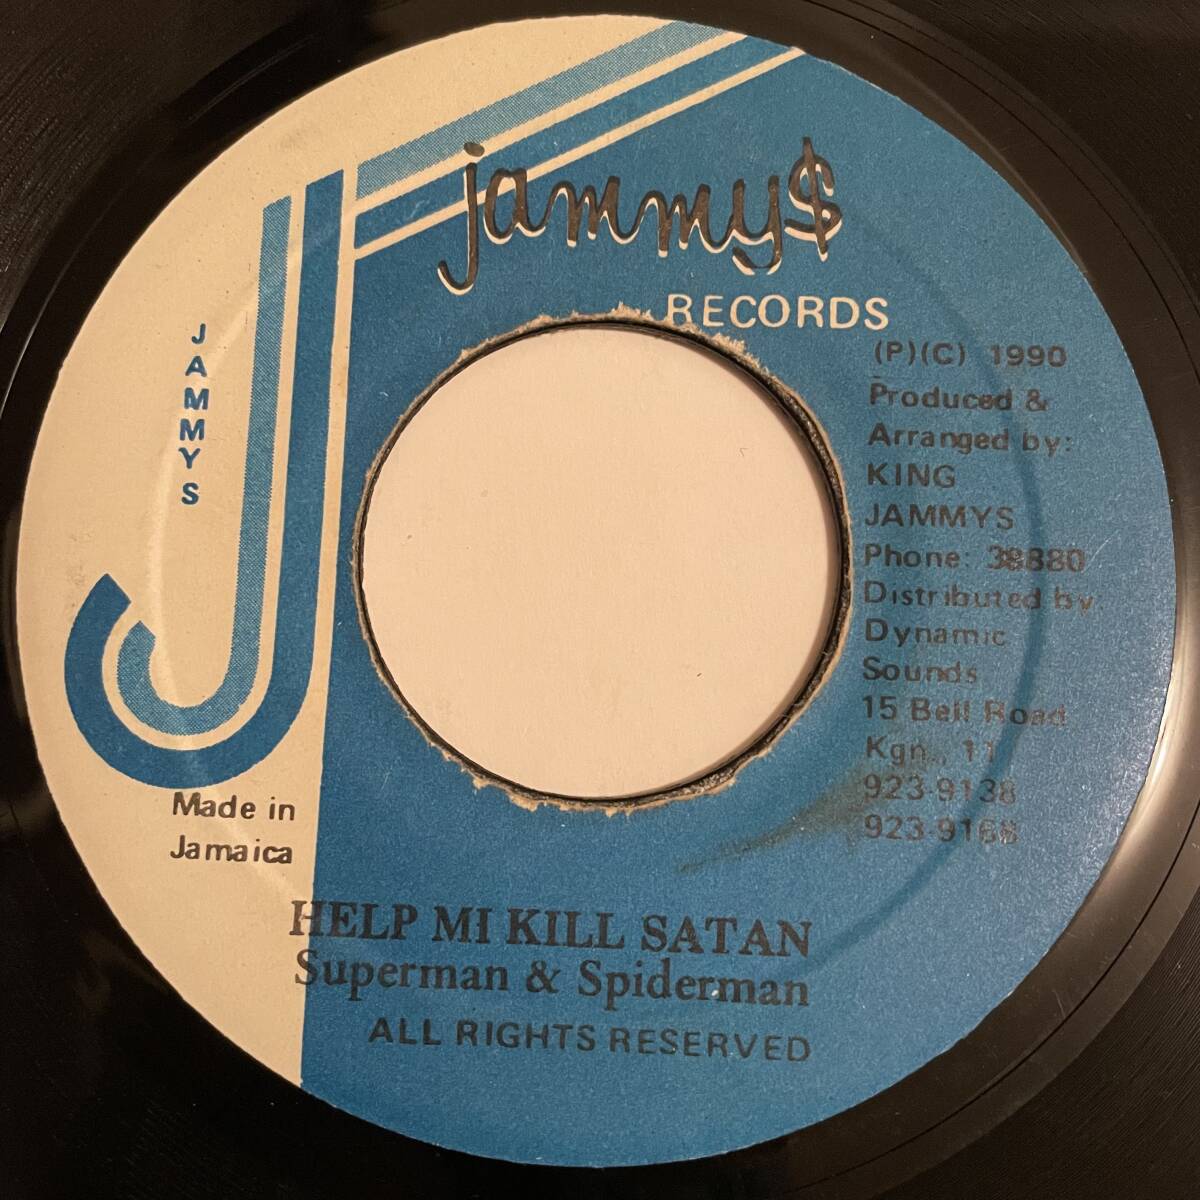 jammy$
RECORDS
JAMMYS
(P)(C) 1990
Produced &
Arranged by:
KING
JAMMYS
Phone: 38880
Distributed by
Dynamic
Sounds
15 Bell Road
Kgn., 11
923-9138
923-9168
Made in
Jamaica
HELP MI KILL SATAN
Superman & Spiderman
ALL RIGHTS RESERVED